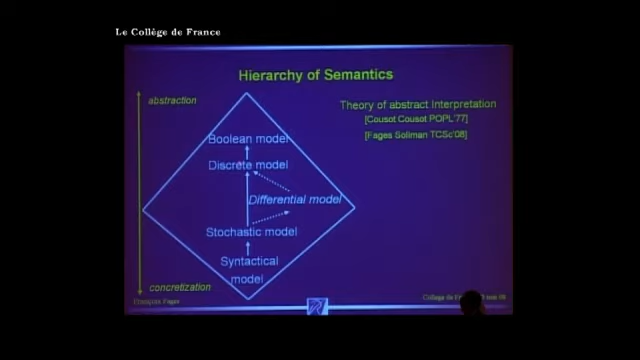 Le Collège de France
Hierarchy of Semantics
abstraction
Theory of abstract Interpretation
[Cousot Cousot POPL'77]
[Fages Soliman TCSc'08]
Boolean model
Discrete model
Differential model
Stochastic model
Syntactical
model
concretization
François Fages